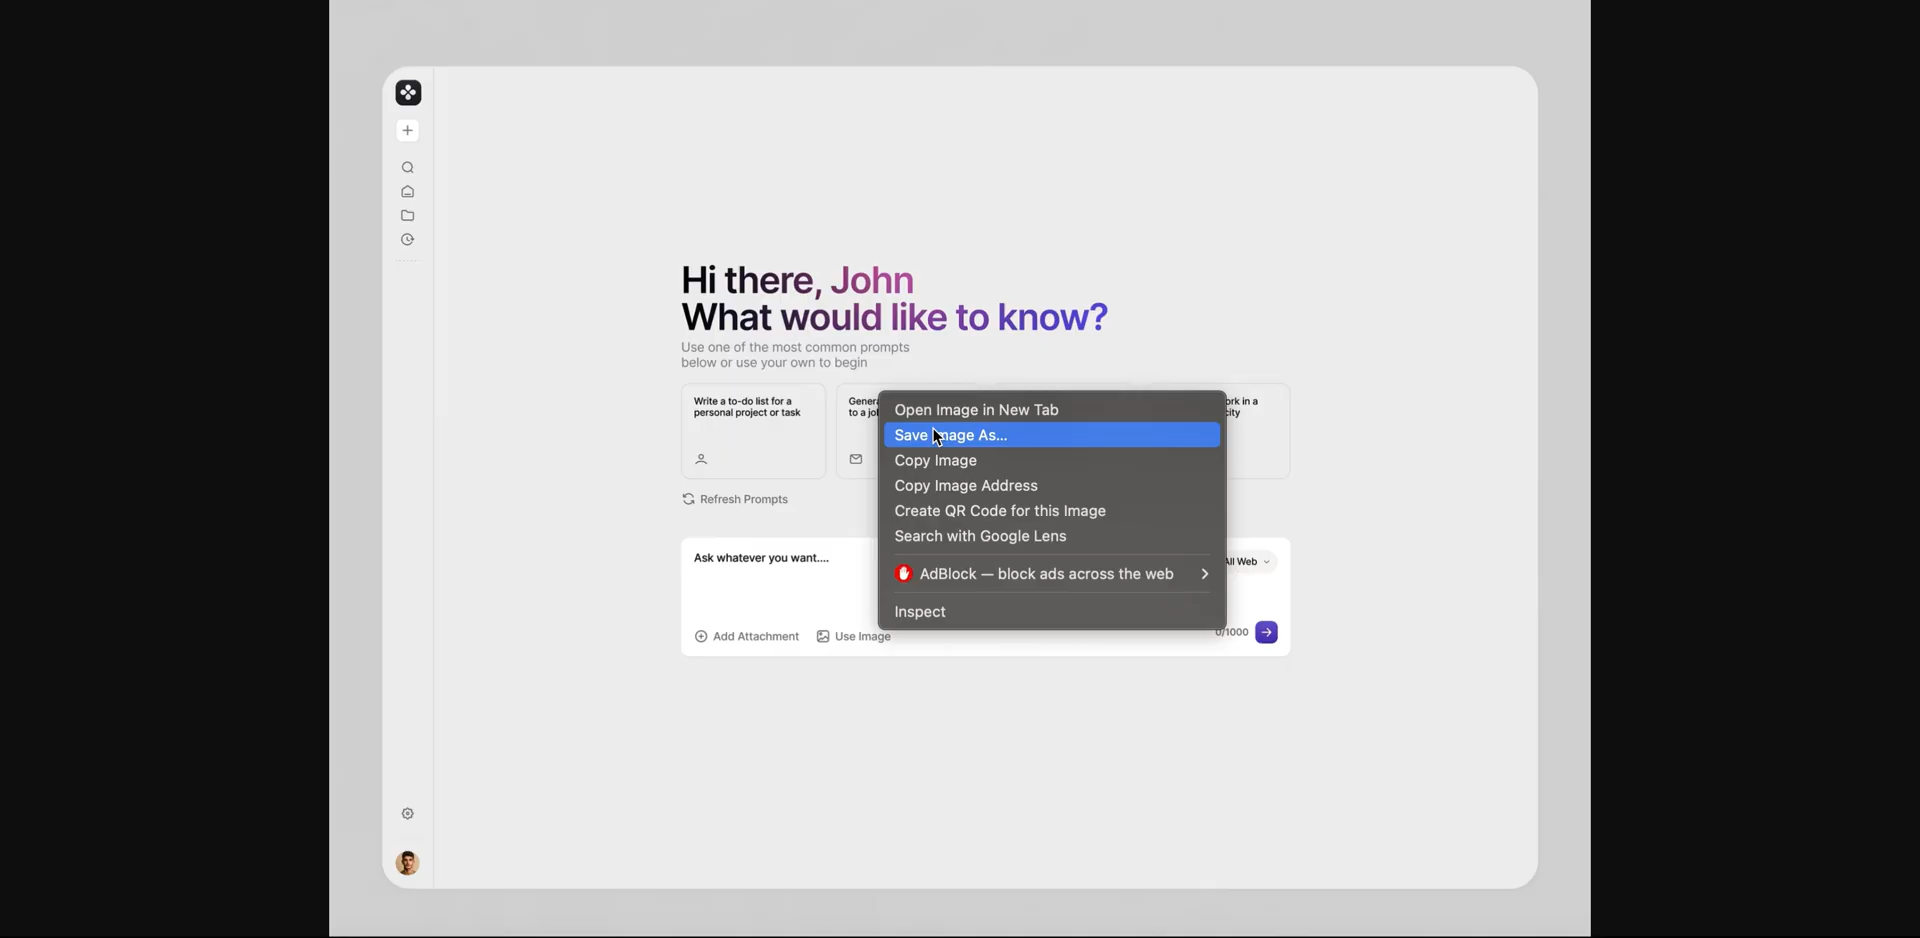 Hi there, John
What would like to know?
Use one of the most common prompts
below or use your own to begin
Write a to-do list for a
personal project or task
Refresh Prompts
Ask whatever you want....
Add Attachment
Use Image
Open Image in New Tab
Save Image As...
Copy Image
Copy Image Address
Create QR Code for this Image
Search with Google Lens
AdBlock — block ads across the web
Inspect
All Web
0/1000